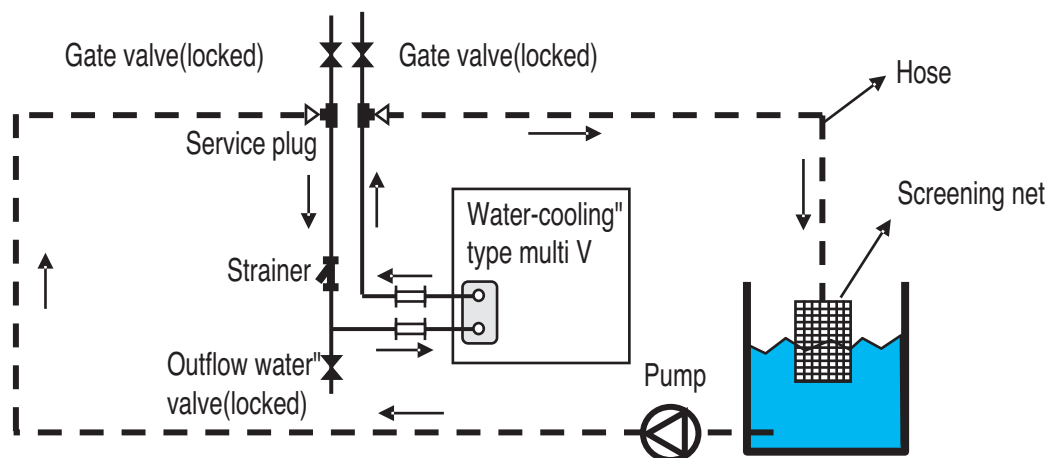 Gate valve(locked)
Gate valve(locked)
Hose
Service plug
Screening net
Water-cooling"
type multi V
Strainer
Outflow water"
valve(locked)
Pump